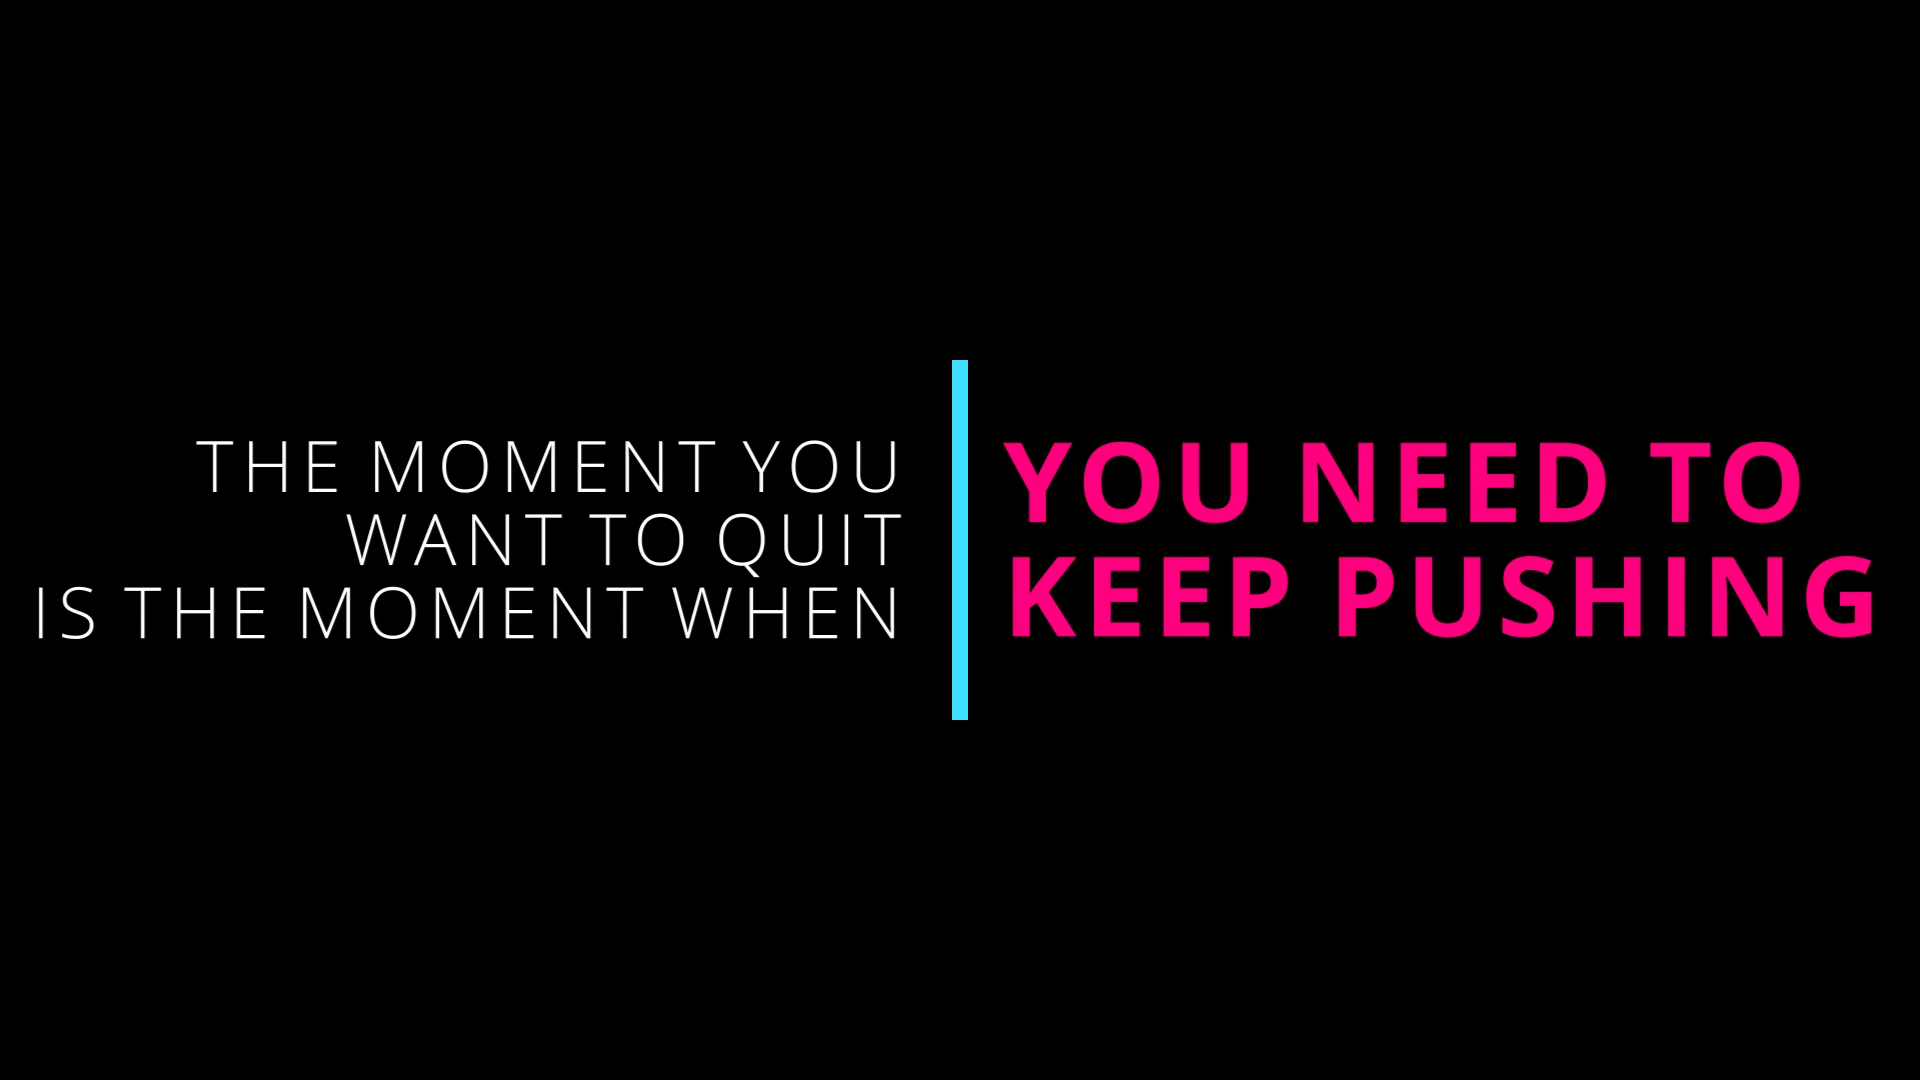 THE MOMENT YOU
WANT TO QUIT
IS THE MOMENT WHEN
YOU NEED TO
KEEP PUSHING